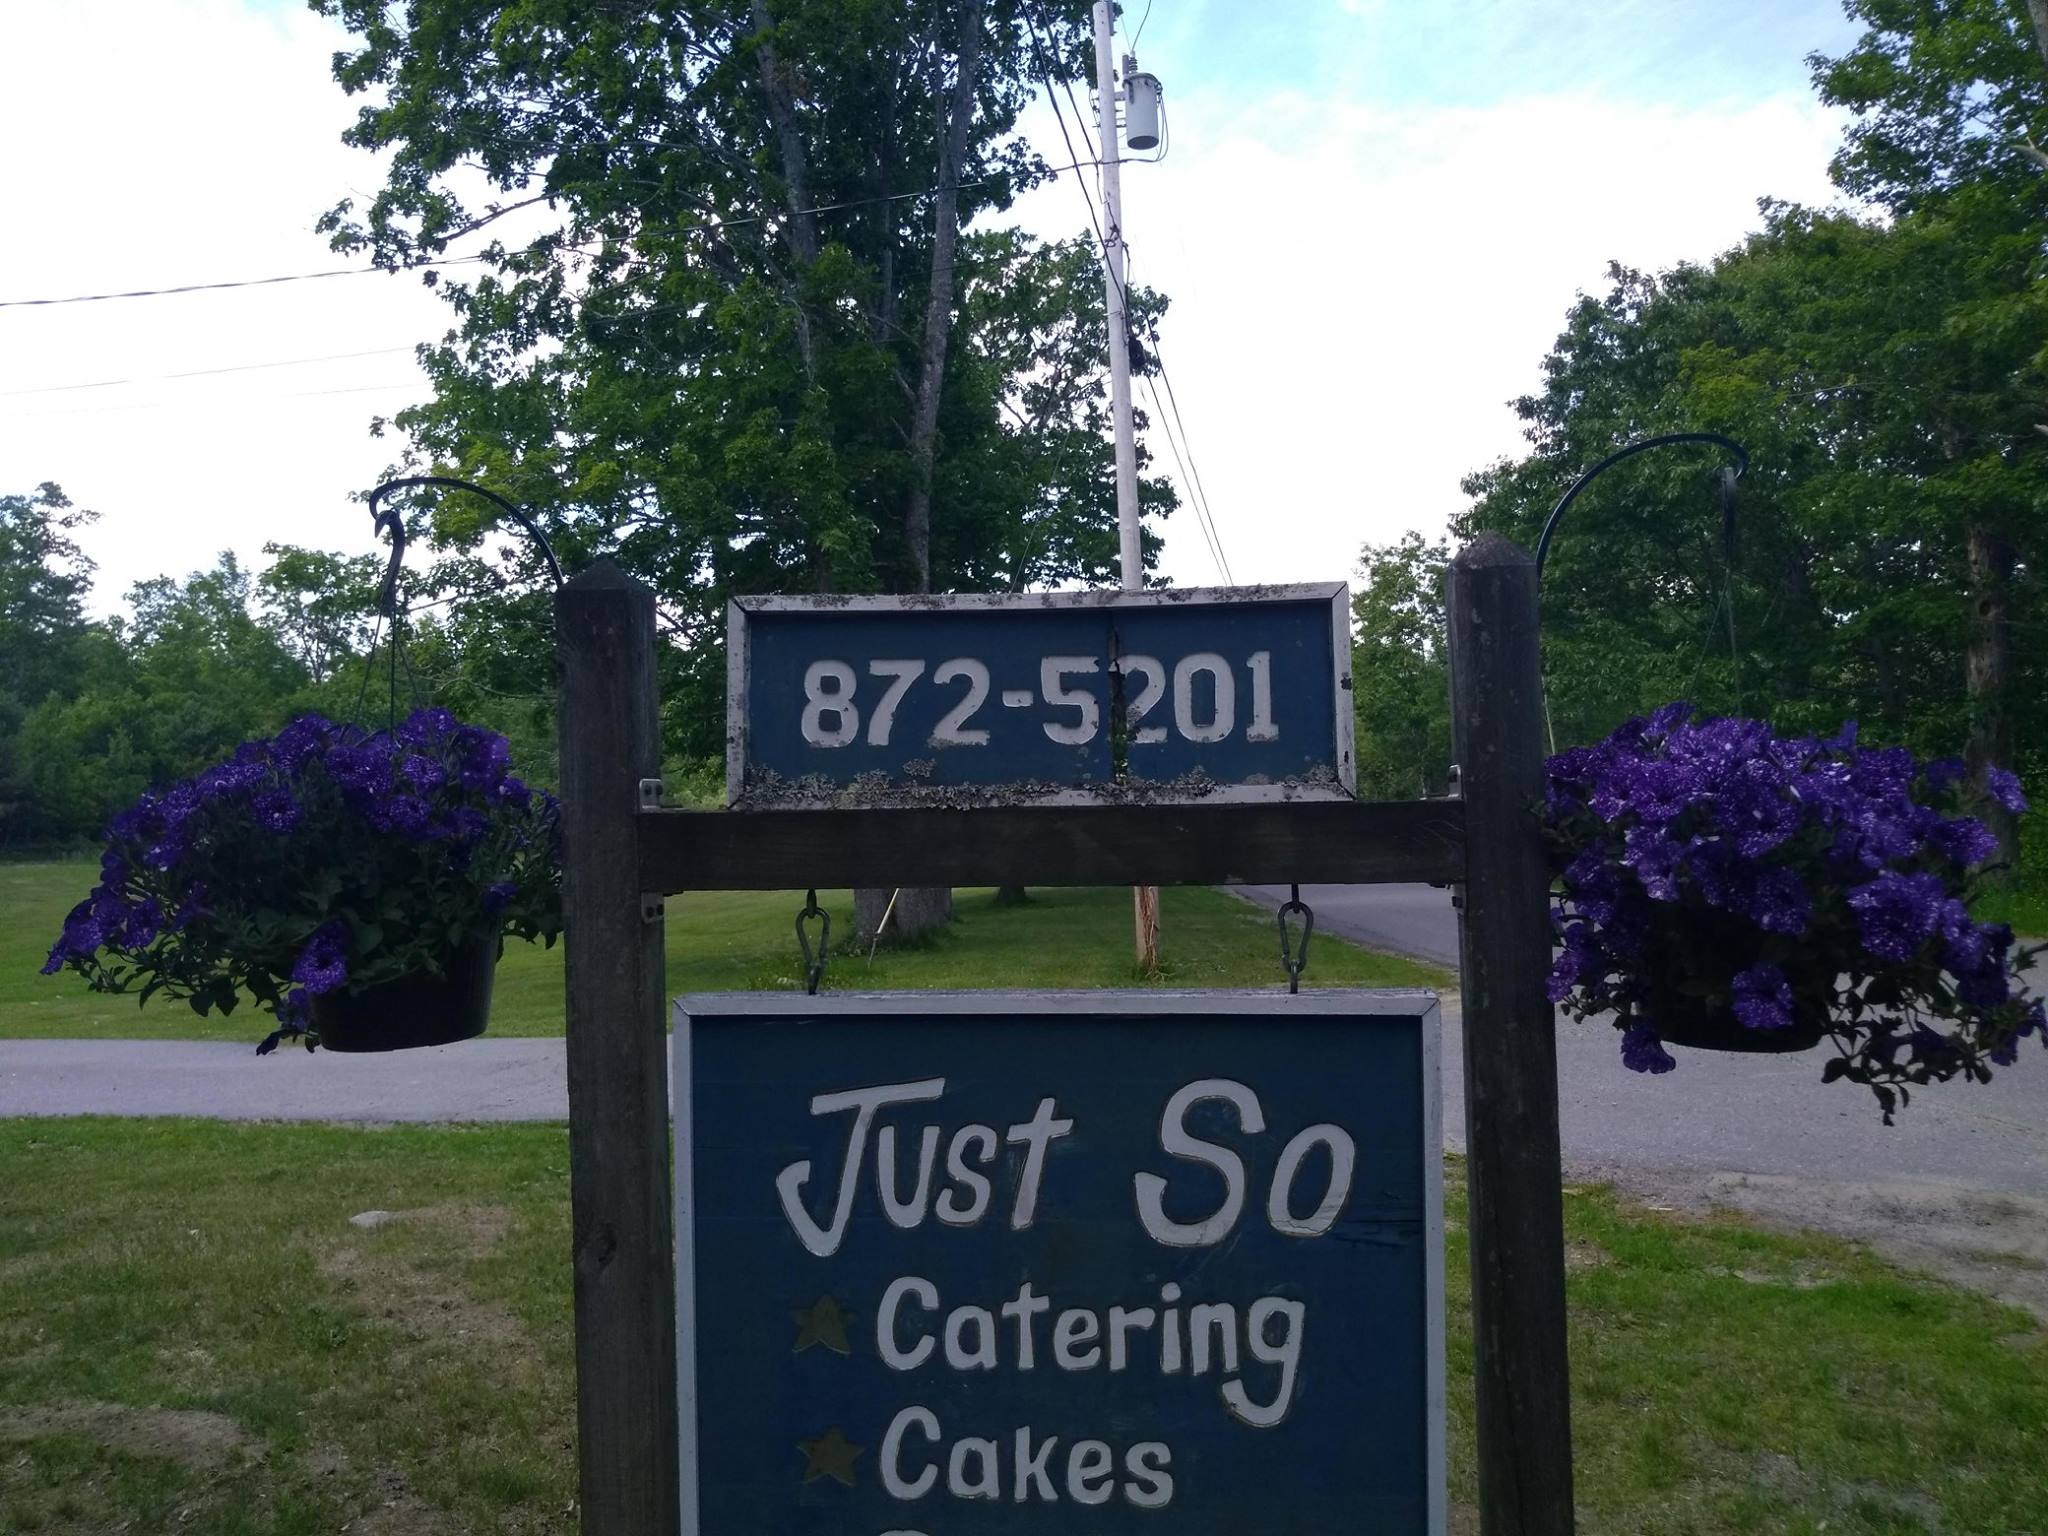 872-5201
Just So
Catering
Cakes